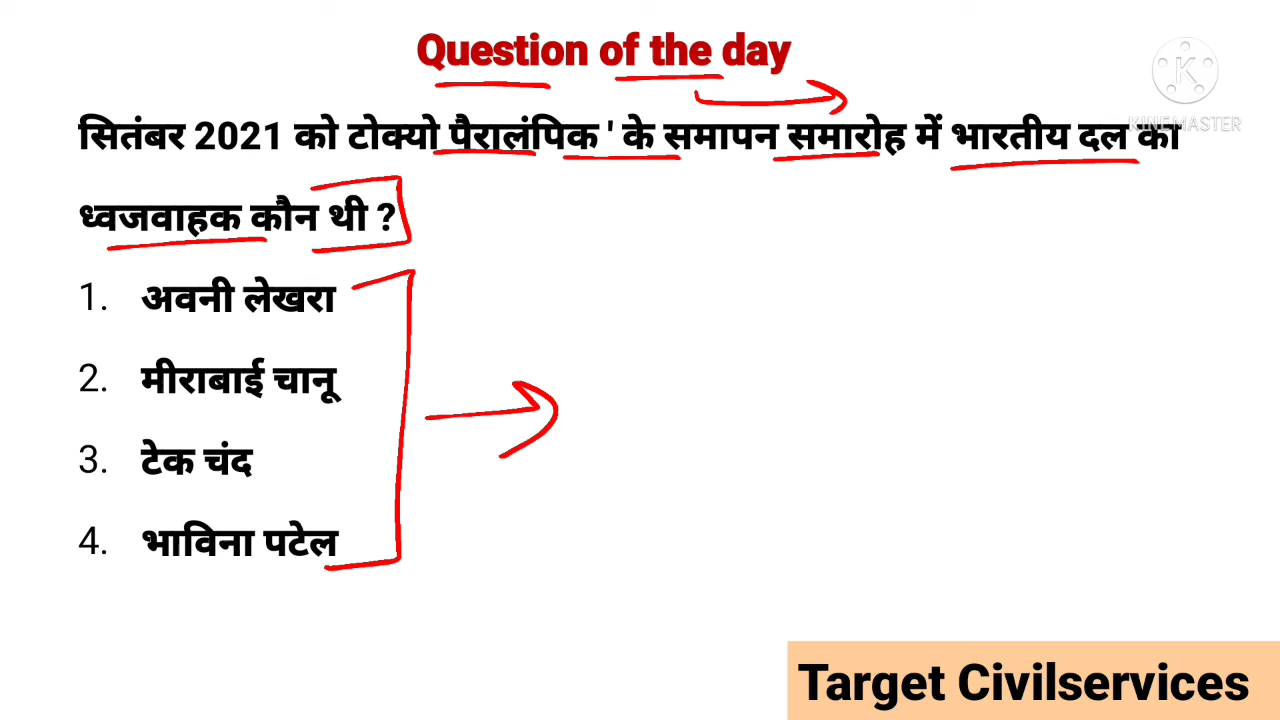 Question of the day
सितंबर 2021 को टोक्यो पैरालंपिक ' के समापन समारोह में भारतीय दल का
ध्वजवाहक कौन थी ?
1. अवनी लेखरा
2. मीराबाई चानू
3. टेक चंद
4. भाविना पटेल
K
KINEMASTER
Target Civilservices